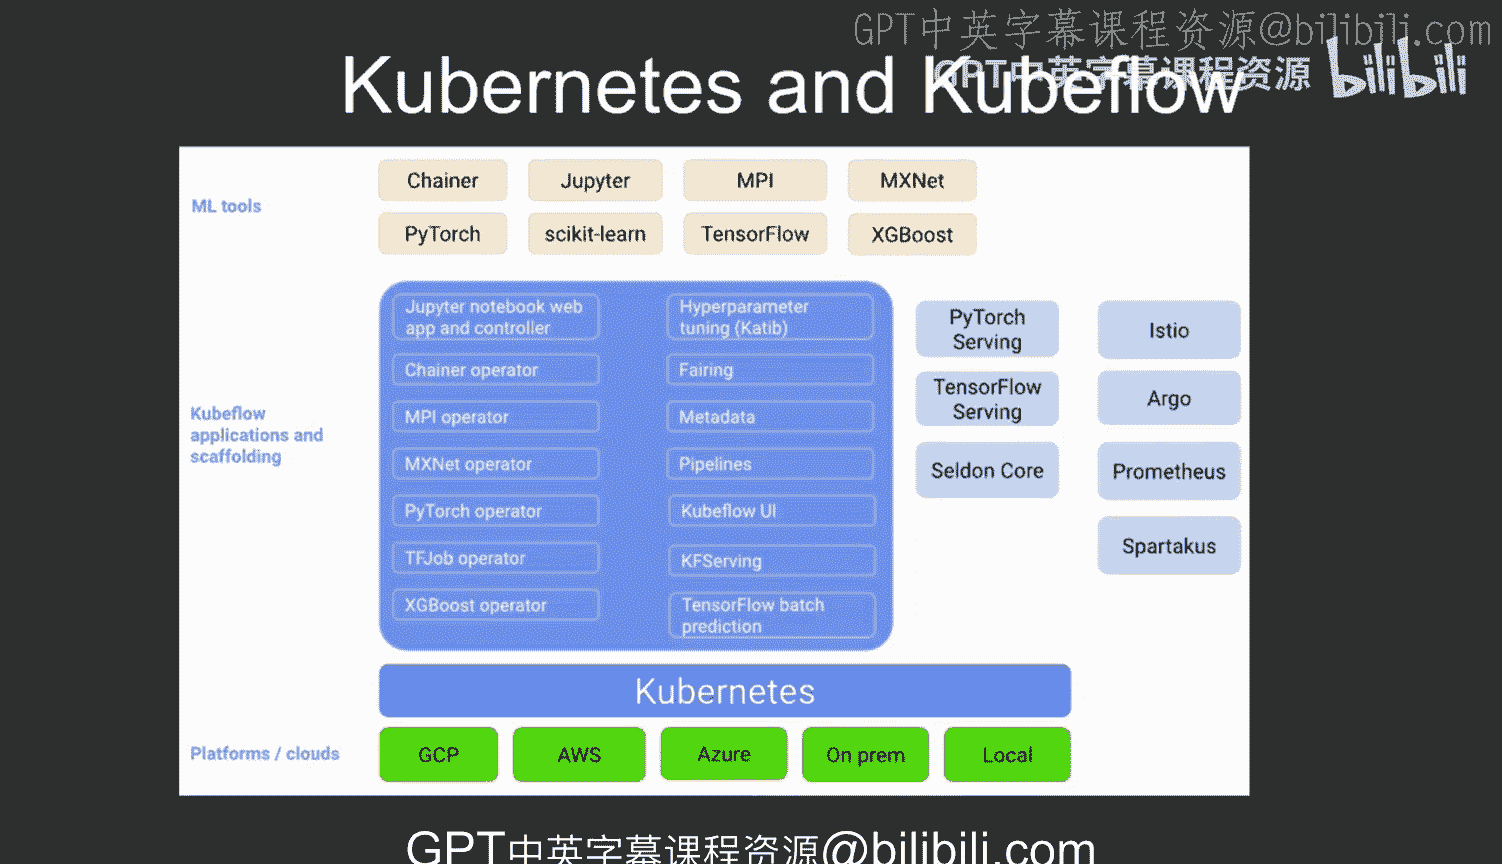 GPT中英字幕课程资源@bilibili.com
GPT中英字幕课程资源 bilibili
Kubernetes and Kubeflow
ML tools
Chainer
Jupyter
MPI
MXNet
PyTorch
scikit-learn
TensorFlow
XGBoost
Kubeflow
applications and
scaffolding
Jupyter notebook web
app and controller
Chainer operator
MPI operator
MXNet operator
PyTorch operator
TFJob operator
XGBoost operator
Hyperparameter
tuning (Katib)
Fairing
Metadata
Pipelines
Kubeflow UI
KFServing
TensorFlow batch
prediction
PyTorch
Serving
TensorFlow
Serving
Seldon Core
Istio
Argo
Prometheus
Spartakus
Kubernetes
Platforms / clouds
GCP
AWS
Azure
On prem
Local
GPT中英字幕课程资源@bilibili.com